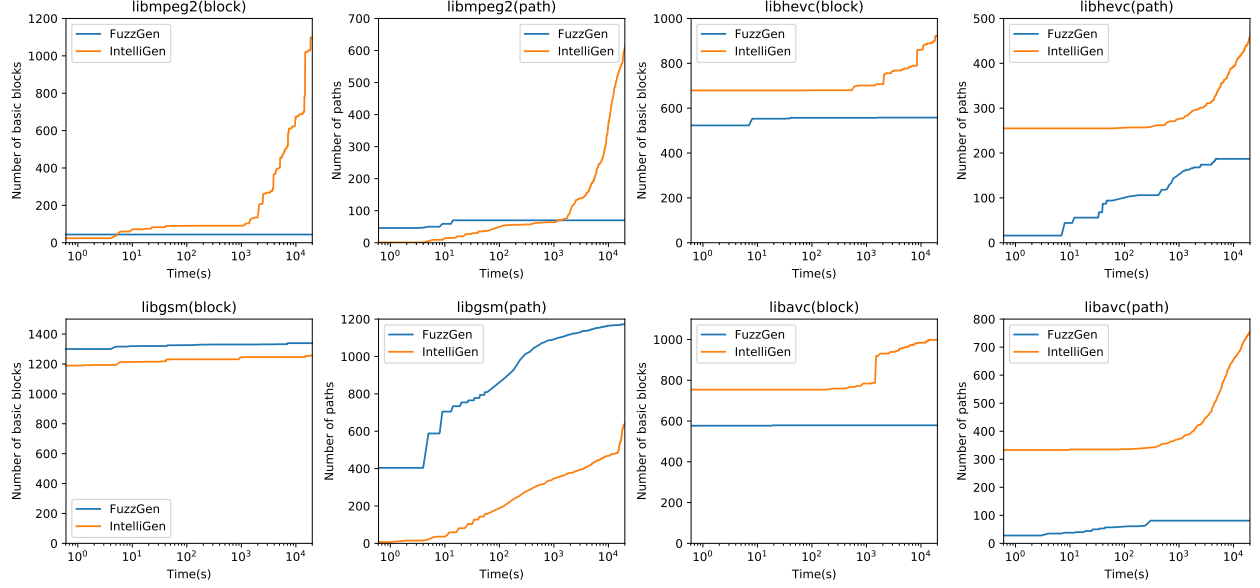 libmpeg2(block)
Number of basic blocks
1200
1000
800
600
400
200
0
FuzzGen
IntelliGen
10^0 10^1 10^2 10^3 10^4
Time(s)
libmpeg2(path)
Number of paths
700
600
500
400
300
200
100
0
FuzzGen
IntelliGen
10^0 10^1 10^2 10^3 10^4
Time(s)
libhevc(block)
Number of basic blocks
1000
800
600
400
200
0
FuzzGen
IntelliGen
10^0 10^1 10^2 10^3 10^4
Time(s)
libhevc(path)
Number of paths
500
400
300
200
100
0
FuzzGen
IntelliGen
10^0 10^1 10^2 10^3 10^4
Time(s)
libgsm(block)
Number of basic blocks
1400
1200
1000
800
600
400
200
0
FuzzGen
IntelliGen
10^0 10^1 10^2 10^3 10^4
Time(s)
libgsm(path)
Number of paths
1200
1000
800
600
400
200
0
FuzzGen
IntelliGen
10^0 10^1 10^2 10^3 10^4
Time(s)
libavc(block)
Number of basic blocks
1000
800
600
400
200
0
FuzzGen
IntelliGen
10^0 10^1 10^2 10^3 10^4
Time(s)
libavc(path)
Number of paths
800
700
600
500
400
300
200
100
0
FuzzGen
IntelliGen
10^0 10^1 10^2 10^3 10^4
Time(s)